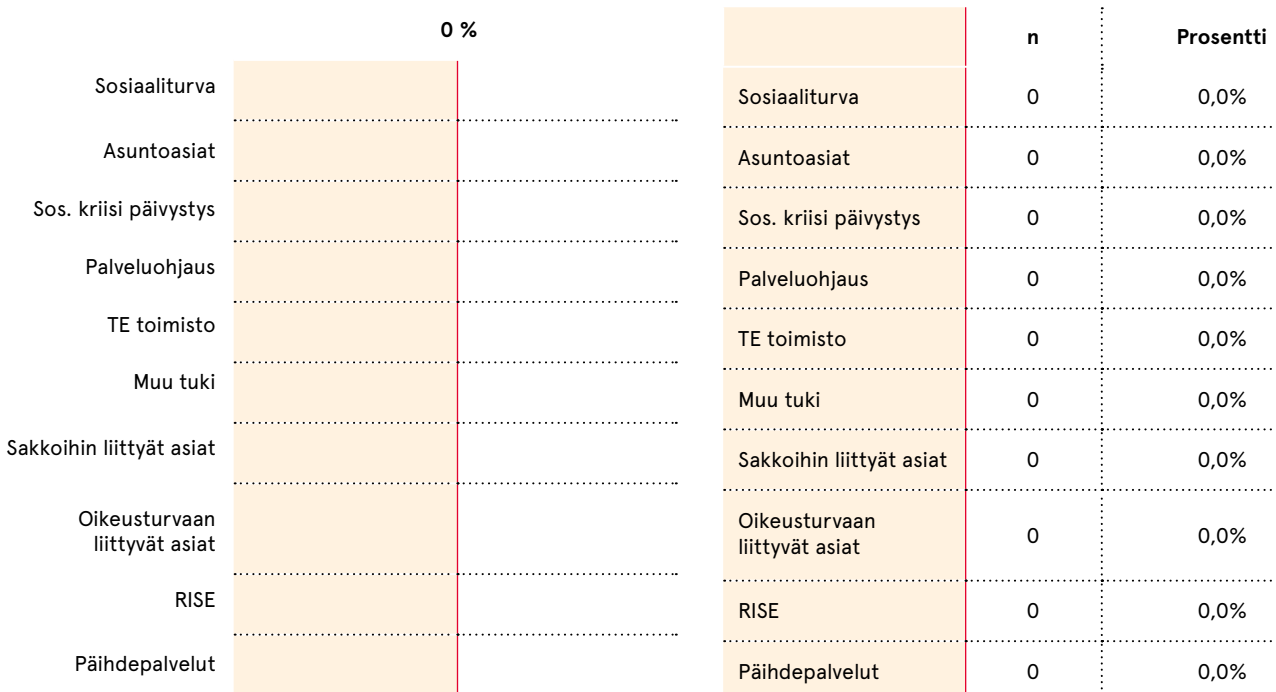 0 %
Sosiaaliturva
Asuntoasiat
Sos. kriisi päivystys
Palveluohjaus
TE toimisto
Muu tuki
Sakkoihin liittyät asiat
Oikeusturvaan
liittyvät asiat
RISE
Päihdepalvelut
n Prosentti
Sosiaaliturva 0 0,0%
Asuntoasiat 0 0,0%
Sos. kriisi päivystys 0 0,0%
Palveluohjaus 0 0,0%
TE toimisto 0 0,0%
Muu tuki 0 0,0%
Sakkoihin liittyät asiat 0 0,0%
Oikeusturvaan
liittyvät asiat 0 0,0%
RISE 0 0,0%
Päihdepalvelut 0 0,0%